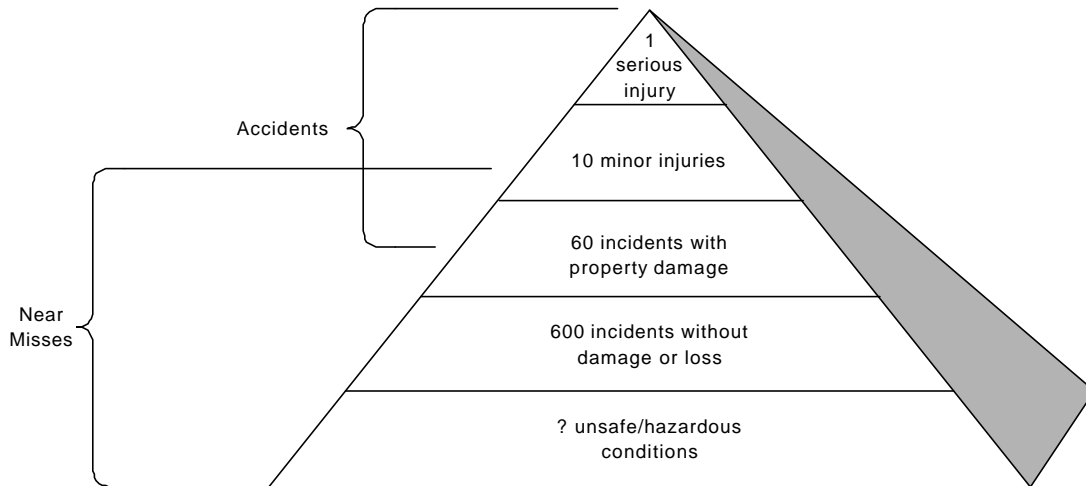 1
serious
injury
Accidents
10 minor injuries
60 incidents with
property damage
Near
Misses
600 incidents without
damage or loss
? unsafe/hazardous
conditions